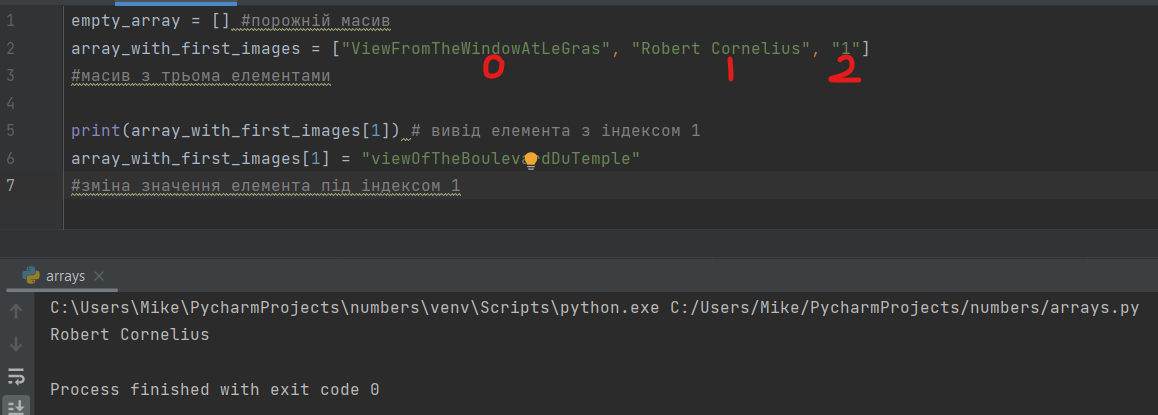 1 empty_array = [] #порожній масив
2 array_with_first_images = ["ViewFromTheWindowAtLeGras", "Robert Cornelius", "1"]
0 1 2
3 #масив з трьома елементами
4
5 print(array_with_first_images[1]) # вивід елемента з індексом 1
6 array_with_first_images[1] = "viewOfTheBoulevardDuTemple"
7 #зміна значення елемента під індексом 1
arrays
C:\Users\Mike\PycharmProjects\numbers\venv\Scripts\python.exe C:/Users/Mike/PycharmProjects/numbers/arrays.py
Robert Cornelius
Process finished with exit code 0